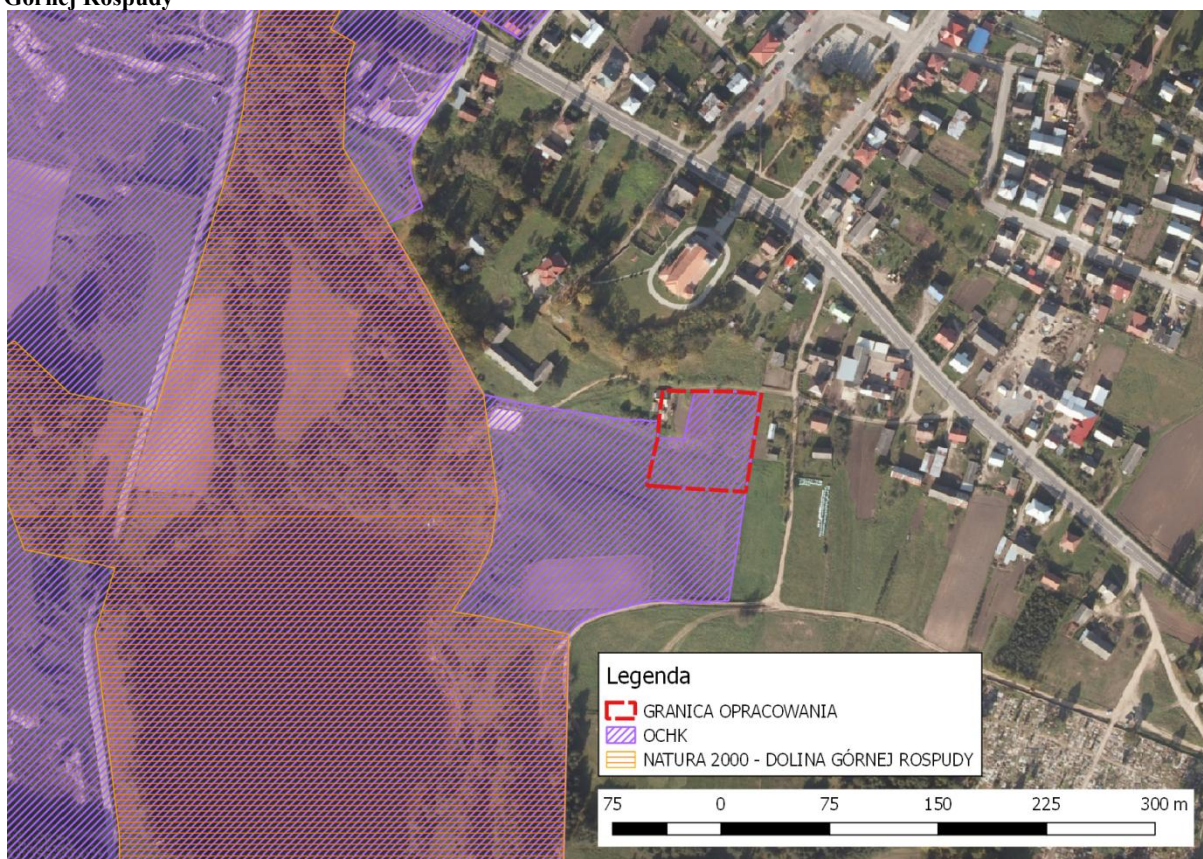 Górnej Rospudy
Legenda
GRANICA OPRACOWANIA
OCHK
NATURA 2000 - DOLINA GÓRNEJ ROSPUDY
75 0 75 150 225 300 m